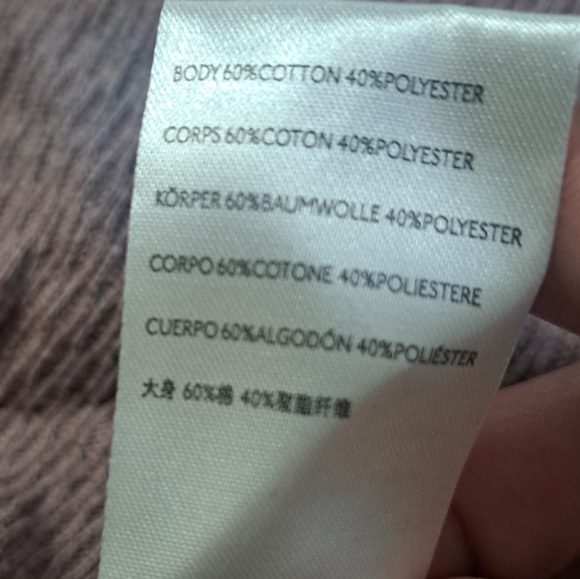 BODY 60%COTTON 40%POLYESTER
CORPS 60%COTON 40%POLYESTER
KÖRPER 60%BAUMWOLLE 40%POLYESTER
CORPO 60%COTONE 40%POLIESTERE
CUERPO 60%ALGODÓN 40%POLIÉSTER
大身 60%棉 40%聚酯纤维